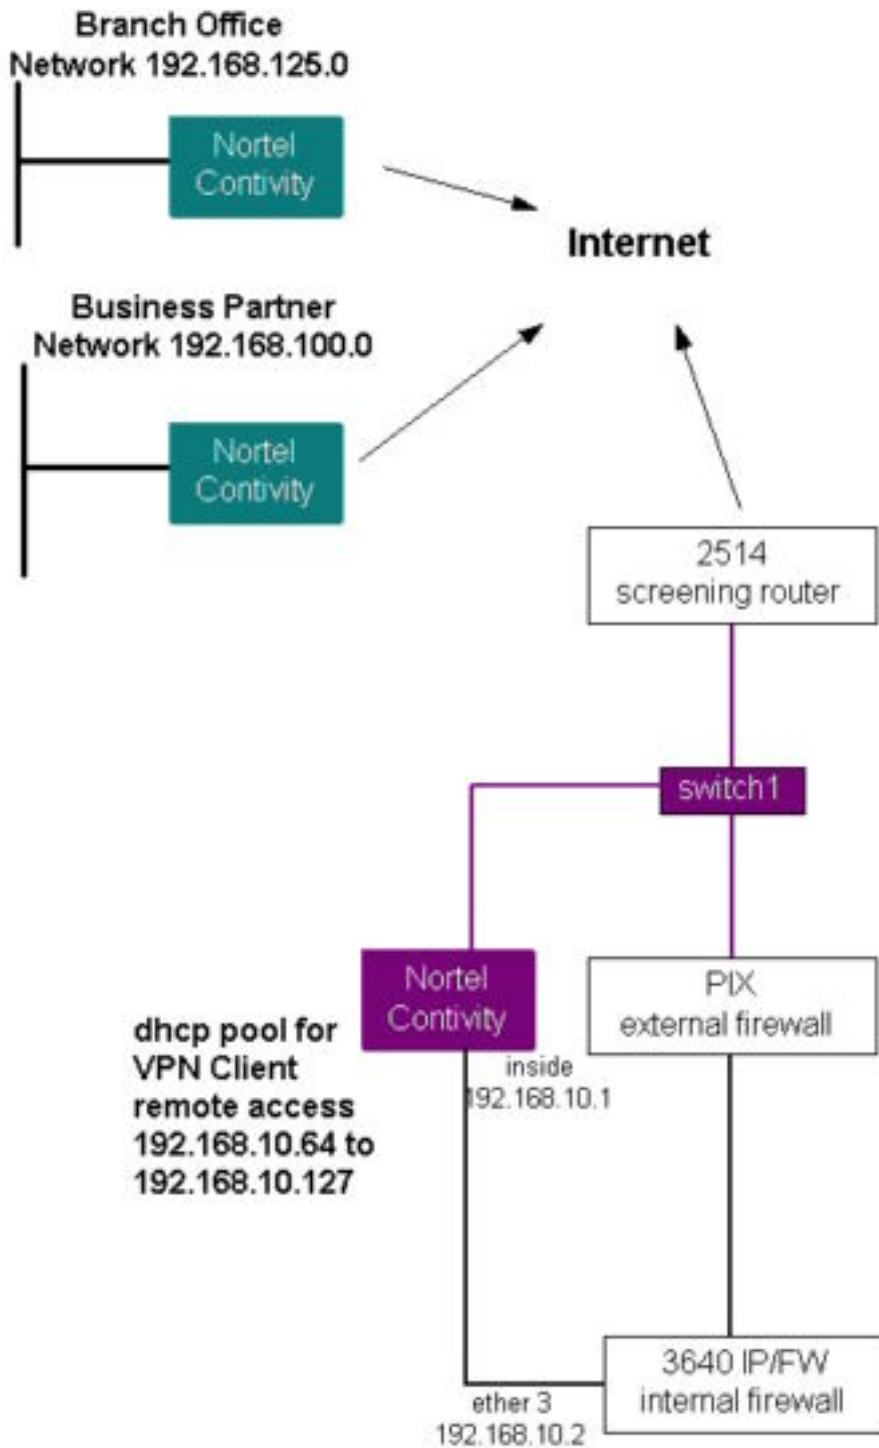 Branch Office
Network 192.168.125.0
Nortel
Contivity
Internet
Business Partner
Network 192.168.100.0
Nortel
Contivity
2514
screening router
switch1
Nortel
Contivity
PIX
external firewall
dhcp pool for
VPN Client
remote access
192.168.10.64 to
192.168.10.127
inside
192.168.10.1
3640 IP/FW
internal firewall
ether 3
192.168.10.2